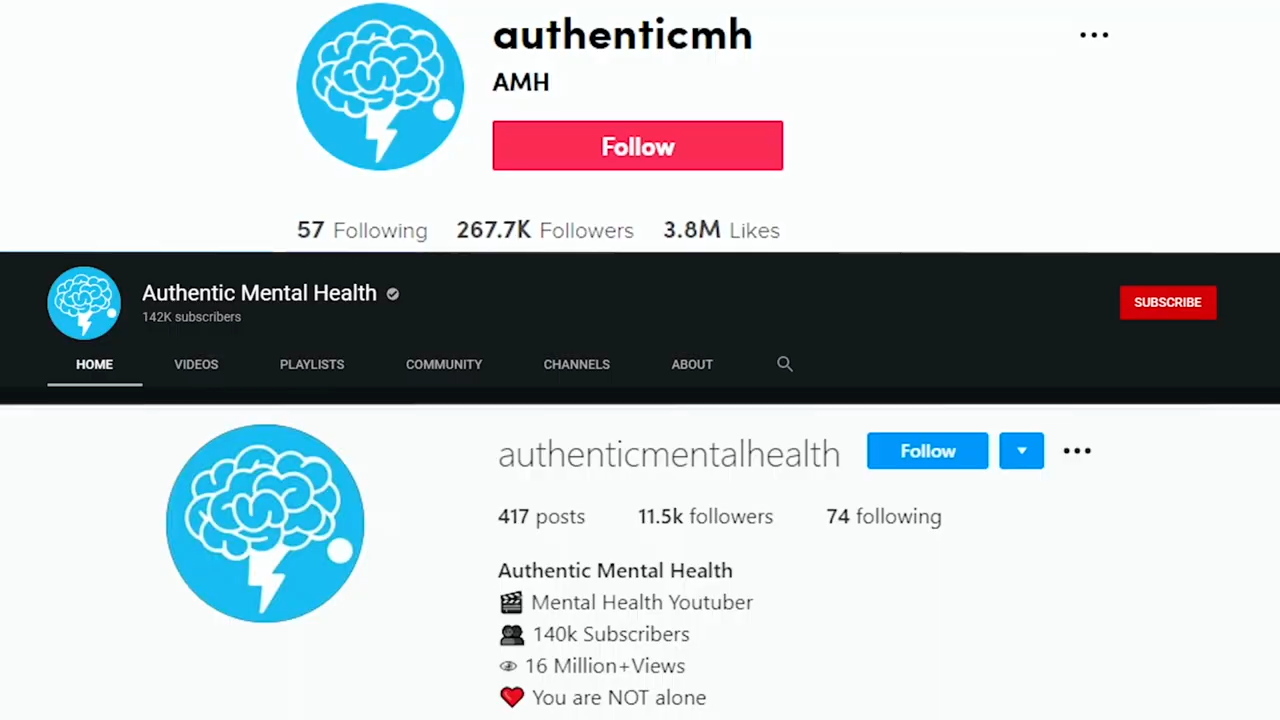 authenticmh
AMH
Follow
57 Following 267.7K Followers 3.8M Likes
Authentic Mental Health
142K subscribers
SUBSCRIBE
HOME VIDEOS PLAYLISTS COMMUNITY CHANNELS ABOUT
authenticmentalhealth Follow
417 posts 11.5k followers 74 following
Authentic Mental Health
Mental Health Youtuber
140k Subscribers
16 Million+Views
You are NOT alone